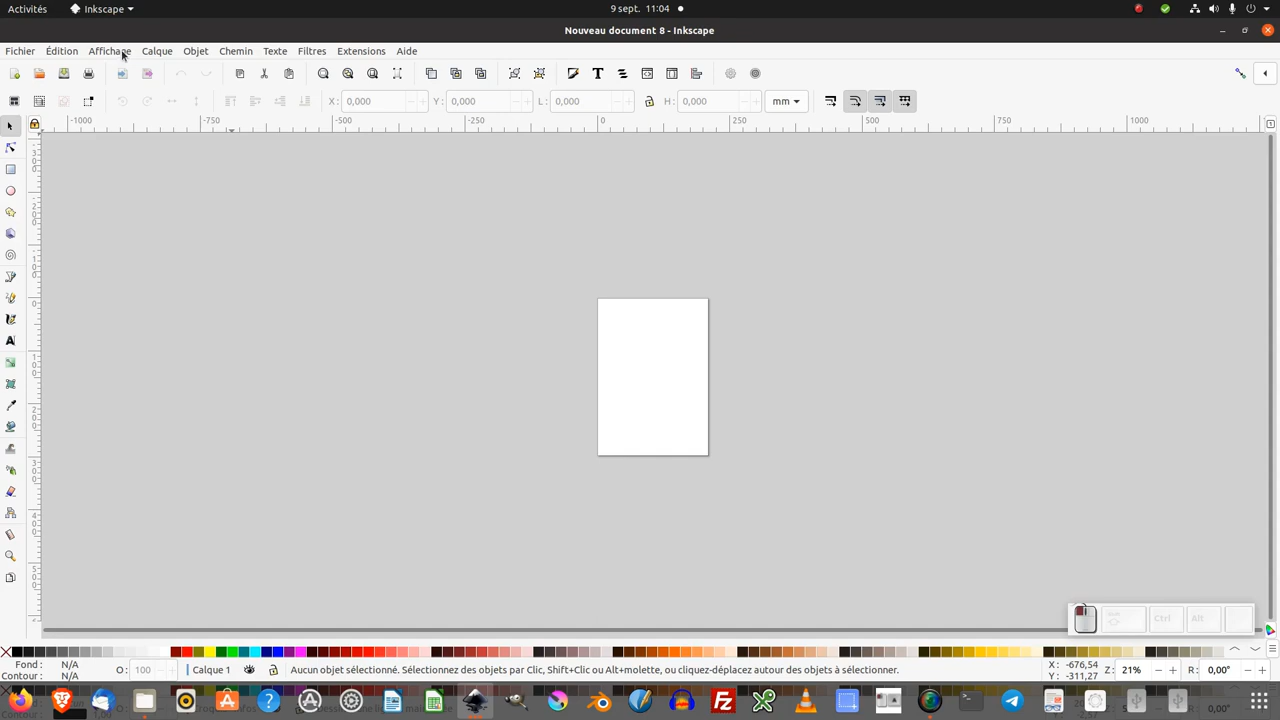 Activités Inkscape 9 sept. 11:04
Nouveau document 8 - Inkscape
Fichier Édition Affichage Calque Objet Chemin Texte Filtres Extensions Aide
X : 0,000 Y : 0,000 L : 0,000 H : 0,000 mm
-1000 -750 -500 -250 0 250 500 750 1000
Ctrl Alt
Fond : N/A
Contour : N/A
O : 100 Calque 1 Aucun objet sélectionné. Sélectionnez des objets par Clic, Shift+Clic ou Alt+molette, ou cliquez-déplacez autour des objets à sélectionner.
X : -676,54
Y : -311,27
Z : 21% R : 0,00°